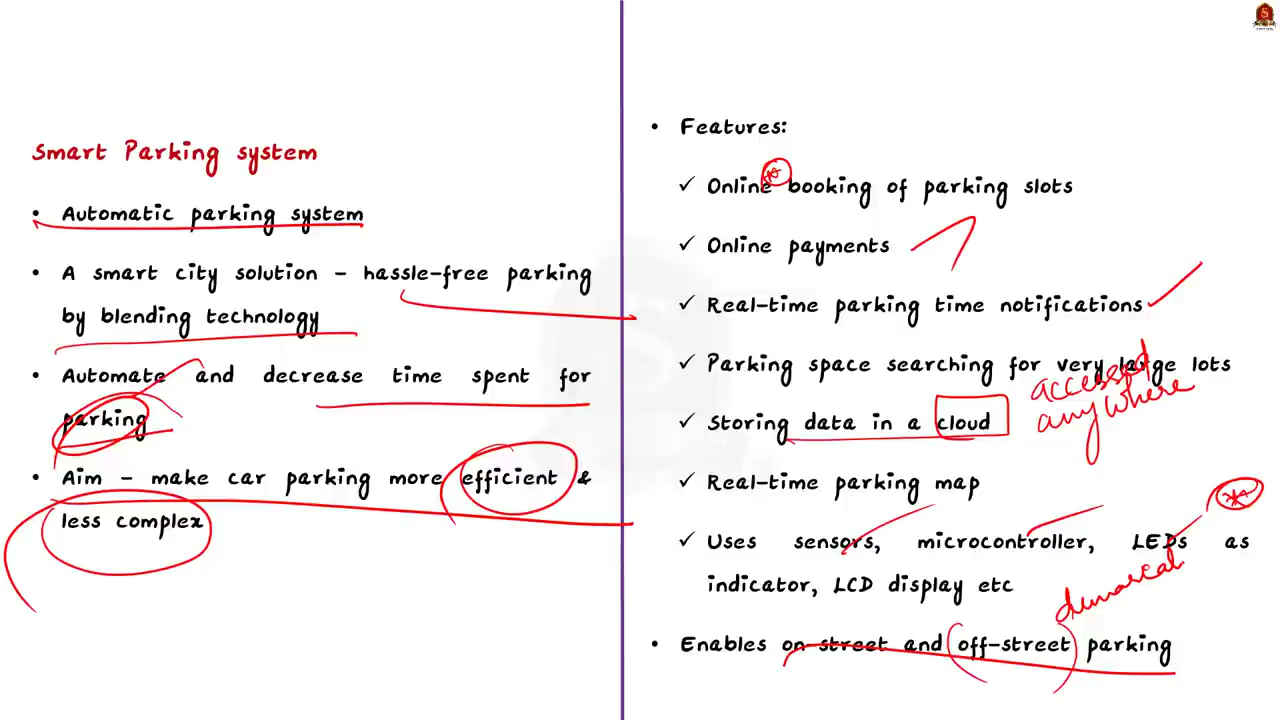 Smart Parking system
• Automatic parking system
• A smart city solution - hassle-free parking
by blending technology
• Automate and decrease time spent for
parking
• Aim - make car parking more efficient &
less complex
• Features:
✓ Online booking of parking slots
✓ Online payments
✓ Real-time parking time notifications
✓ Parking space searching for very large lots
accessed
anywhere
✓ Storing data in a cloud
✓ Real-time parking map
✓ Uses sensors, microcontroller, LEDs as
indicator, LCD display etc
• Enables on-street and off-street parking